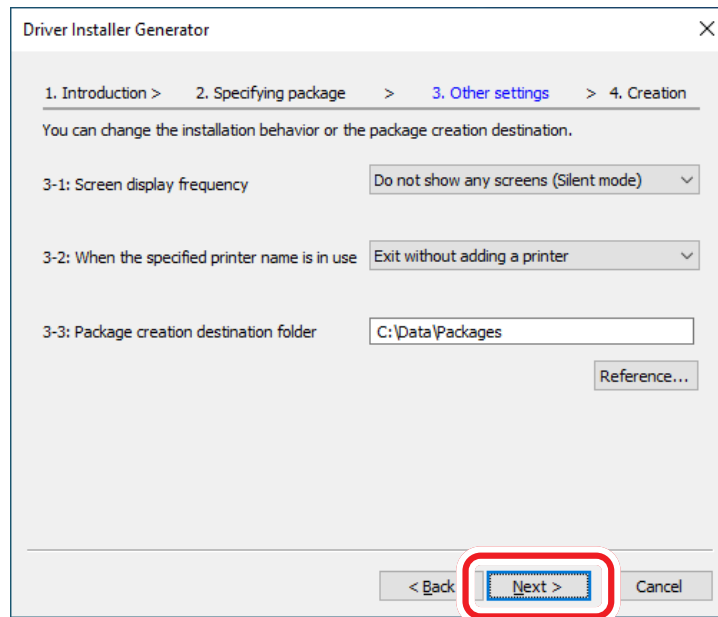 Driver Installer Generator
1. Introduction > 2. Specifying package > 3. Other settings > 4. Creation
You can change the installation behavior or the package creation destination.
3-1: Screen display frequency Do not show any screens (Silent mode)
3-2: When the specified printer name is in use Exit without adding a printer
3-3: Package creation destination folder C:\Data\Packages
Reference...
< Back Next > Cancel